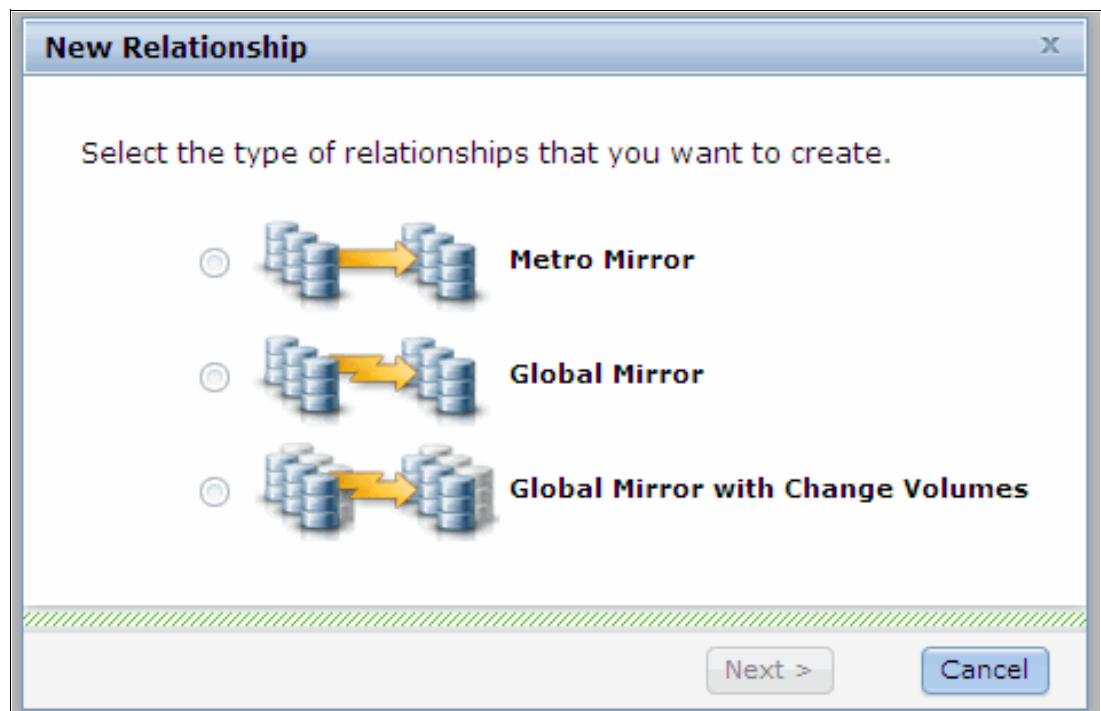 New Relationship x
Select the type of relationships that you want to create.
Metro Mirror
Global Mirror
Global Mirror with Change Volumes
Next > Cancel